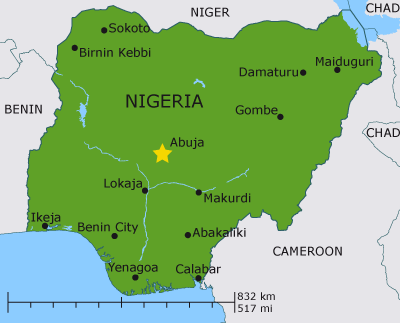 NIGER
CHAD
Sokoto
Birnin Kebbi
Maiduguri
Damaturu
NIGERIA
Gombe
BENIN
CHAD
Abuja
Lokaja
Makurdi
Ikeja
Benin City
Abakaliki
CAMEROON
Yenagoa
Calabar
832 km
517 mi